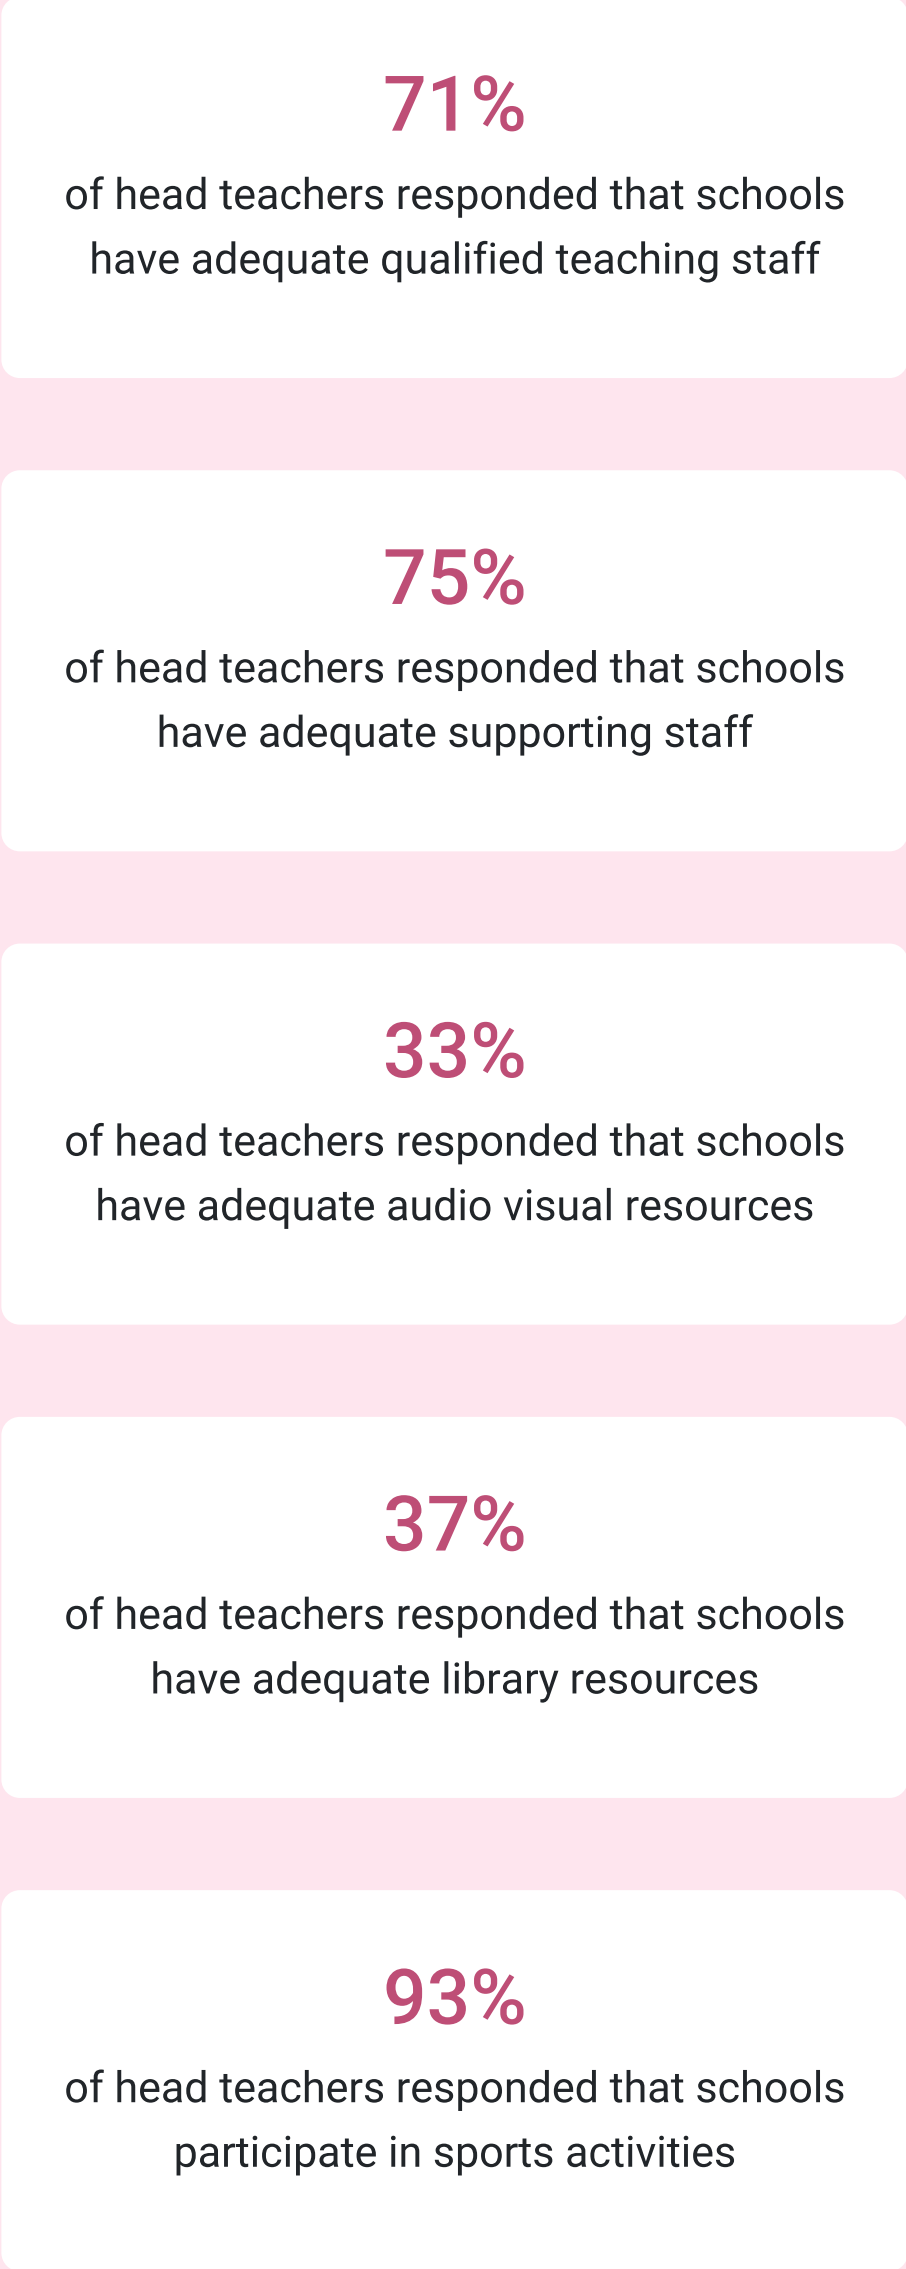 71%
of head teachers responded that schools
have adequate qualified teaching staff
75%
of head teachers responded that schools
have adequate supporting staff
33%
of head teachers responded that schools
have adequate audio visual resources
37%
of head teachers responded that schools
have adequate library resources
93%
of head teachers responded that schools
participate in sports activities